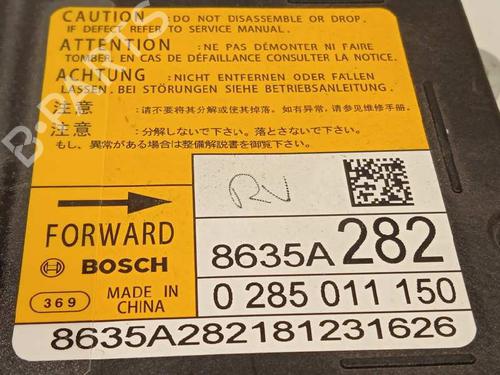 CAUTION : DO NOT DISASSEMBLE OR DROP.
IF DEFECT REFER TO SERVICE MANUAL.
ATTENTION : NE PAS DÉMONTER NI FAIRE
TOMBER, EN CAS DE DÉFAILLANCE CONSULTER LA NOTICE.
ACHTUNG : NICHT ENTFERNEN ODER FALLEN
LASSEN. BEI STÖRUNGEN SIEHE BETRIEBSANLEITUNG.
注意 : 请不要将其分解或使其掉落。如有异常，请参见维修手册.
注意 : 分解しないで下さい。落とさないで下さい。
もし、異常がある場合は整備解説書を御覧下さい
B-PARTS
RV
FORWARD
8635A 282
BOSCH
0 285 011 150
369 MADE IN
CHINA
8635A282181231626